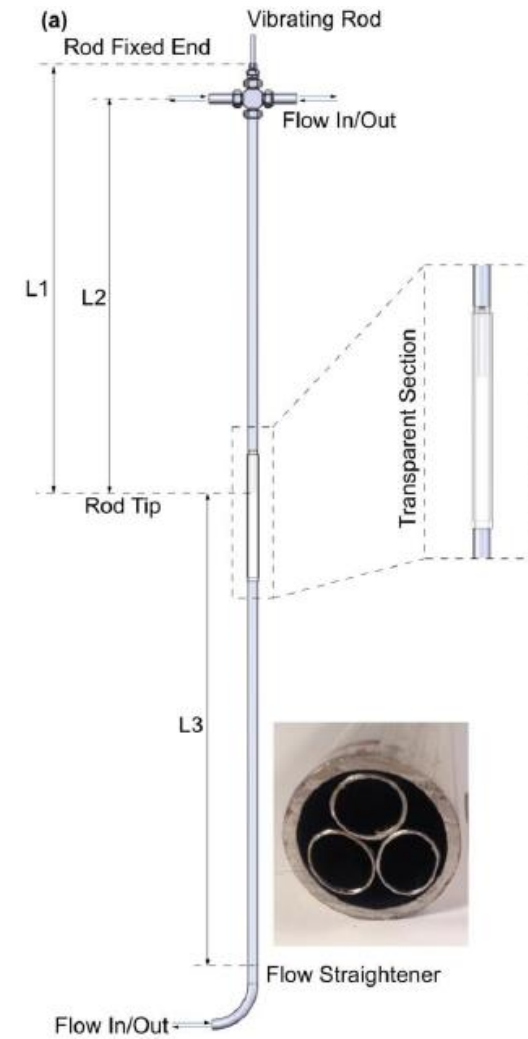 (a)
Vibrating Rod
Rod Fixed End
Flow In/Out
L1
L2
Transparent Section
Rod Tip
L3
Flow Straightener
Flow In/Out